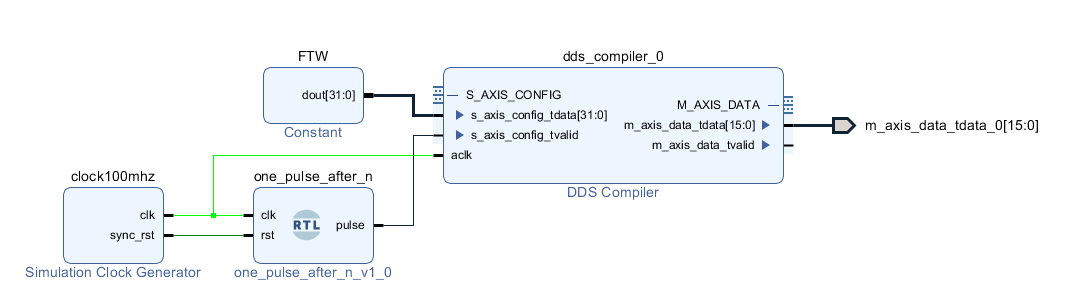 FTW
dout[31:0]
Constant
dds_compiler_0
S_AXIS_CONFIG
s_axis_config_tdata[31:0]
s_axis_config_tvalid
aclk
M_AXIS_DATA
m_axis_data_tdata[15:0]
m_axis_data_tvalid
DDS Compiler
m_axis_data_tdata_0[15:0]
clock100mhz
clk
sync_rst
Simulation Clock Generator
one_pulse_after_n
clk
rst
RTL
pulse
one_pulse_after_n_v1_0